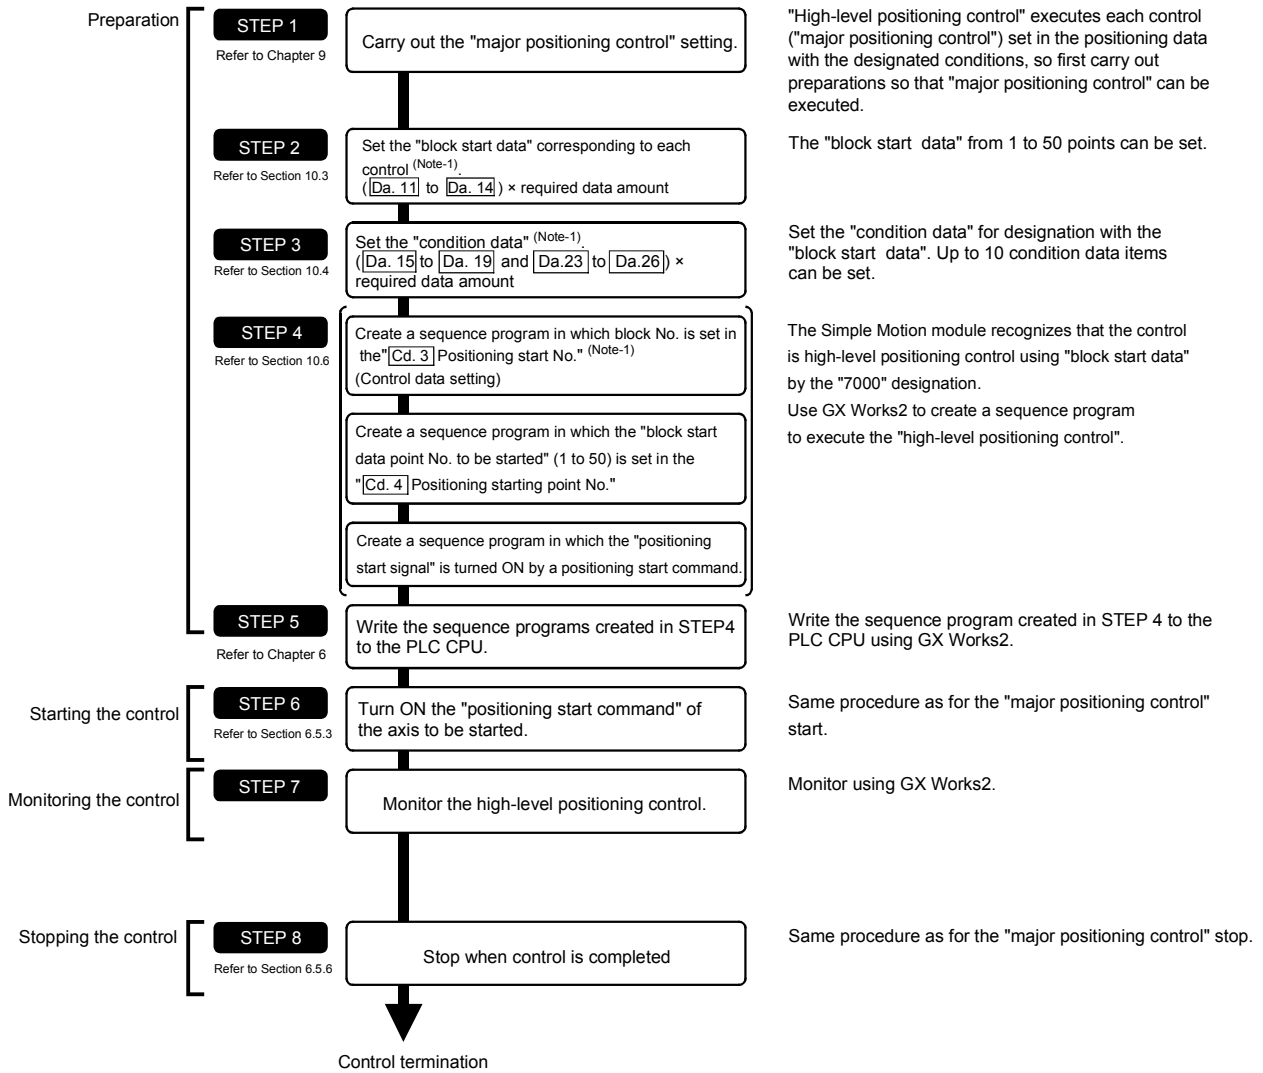 Preparation
STEP 1
Refer to Chapter 9
Carry out the "major positioning control" setting.
"High-level positioning control" executes each control
("major positioning control") set in the positioning data
with the designated conditions, so first carry out
preparations so that "major positioning control" can be
executed.
STEP 2
Refer to Section 10.3
Set the "block start data" corresponding to each
control (Note-1).
( Da. 11 to Da. 14 ) × required data amount
The "block start data" from 1 to 50 points can be set.
STEP 3
Refer to Section 10.4
Set the "condition data" (Note-1).
( Da. 15 to Da. 19 and Da.23 to Da.26 ) ×
required data amount
Set the "condition data" for designation with the
"block start data". Up to 10 condition data items
can be set.
STEP 4
Refer to Section 10.6
Create a sequence program in which block No. is set in
the" Cd. 3 Positioning start No." (Note-1)
(Control data setting)
The Simple Motion module recognizes that the control
is high-level positioning control using "block start data"
by the "7000" designation.
Use GX Works2 to create a sequence program
to execute the "high-level positioning control".
Create a sequence program in which the "block start
data point No. to be started" (1 to 50) is set in the
" Cd. 4 Positioning starting point No."
Create a sequence program in which the "positioning
start signal" is turned ON by a positioning start command.
STEP 5
Refer to Chapter 6
Write the sequence programs created in STEP4
to the PLC CPU.
Write the sequence program created in STEP 4 to the
PLC CPU using GX Works2.
Starting the control
STEP 6
Refer to Section 6.5.3
Turn ON the "positioning start command" of
the axis to be started.
Same procedure as for the "major positioning control"
start.
Monitoring the control
STEP 7
Monitor the high-level positioning control.
Monitor using GX Works2.
Stopping the control
STEP 8
Refer to Section 6.5.6
Stop when control is completed
Same procedure as for the "major positioning control" stop.
Control termination